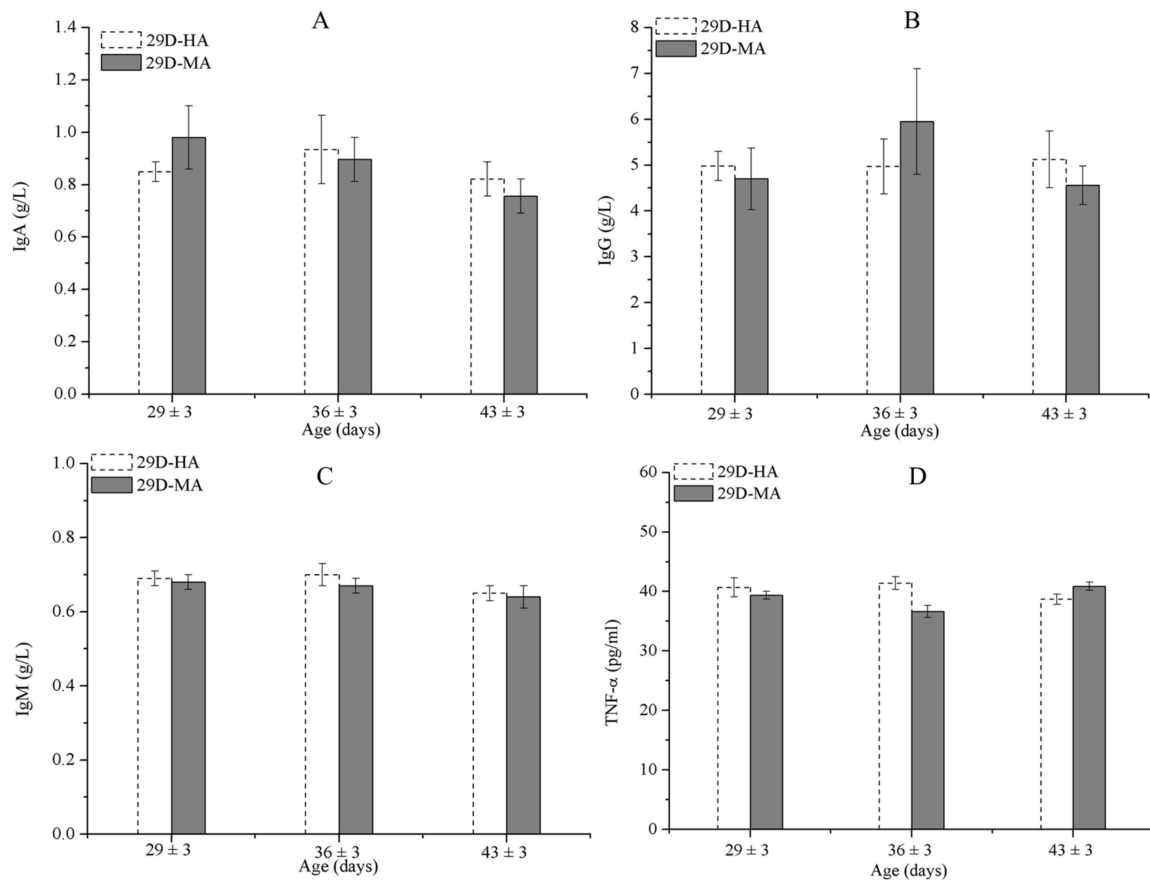 A
29D-HA
29D-MA
1.4
1.2
1.0
0.8
0.6
0.4
0.2
0.0
IgA (g/L)
29 ± 3
36 ± 3
43 ± 3
Age (days)
B
29D-HA
29D-MA
8
7
6
5
4
3
2
1
0
IgG (g/L)
29 ± 3
36 ± 3
43 ± 3
Age (days)
C
29D-HA
29D-MA
1.0
0.8
0.6
0.4
0.2
0.0
IgM (g/L)
29 ± 3
36 ± 3
43 ± 3
Age (days)
D
29D-HA
29D-MA
60
50
40
30
20
10
0
TNF-α (pg/ml)
29 ± 3
36 ± 3
43 ± 3
Age (days)